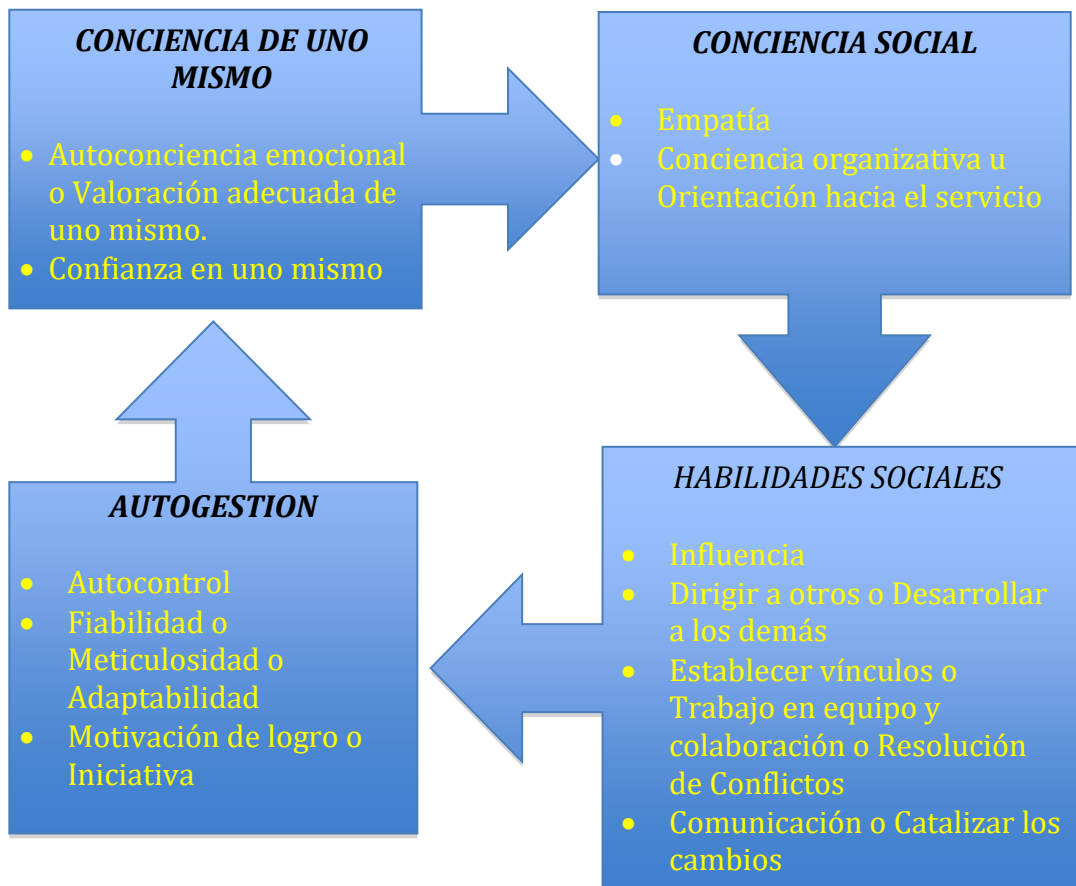 CONCIENCIA DE UNO
MISMO
• Autoconciencia emocional
o Valoración adecuada de
uno mismo.
• Confianza en uno mismo
CONCIENCIA SOCIAL
• Empatía
• Conciencia organizativa u
Orientación hacia el servicio
HABILIDADES SOCIALES
• Influencia
• Dirigir a otros o Desarrollar
a los demás
• Establecer vínculos o
Trabajo en equipo y
colaboración o Resolución
de Conflictos
• Comunicación o Catalizar los
cambios
AUTOGESTION
• Autocontrol
• Fiabilidad o
Meticulosidad o
Adaptabilidad
• Motivación de logro o
Iniciativa